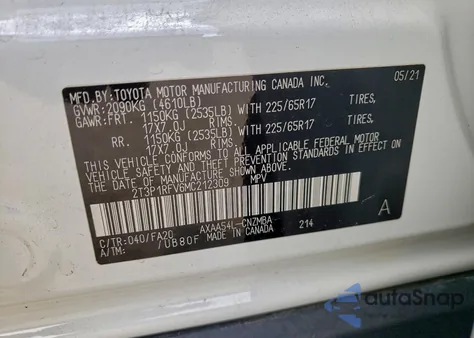 MFD.BY:TOYOTA MOTOR MANUFACTURING CANADA INC. 05/21
GVWR:2090KG (4610LB)
GAWR:FRT. 1150KG (2535LB) WITH 225/65R17 TIRES,
17X7.0J RIMS,
RR. 1150KG (2535LB) WITH 225/65R17 TIRES,
17X7.0J RIMS,
THIS VEHICLE CONFORMS TO ALL APPLICABLE FEDERAL MOTOR
VEHICLE SAFETY AND THEFT PREVENTION STANDARDS IN EFFECT
ON THE DATE OF MANUFACTURE SHOWN ABOVE.
2T3P1RFV6MC212309 MPV
A
C/TR:040/FA20 AXAA54L-CNZMBA 214
A/TM: /UB80F MADE IN CANADA
autoSnap